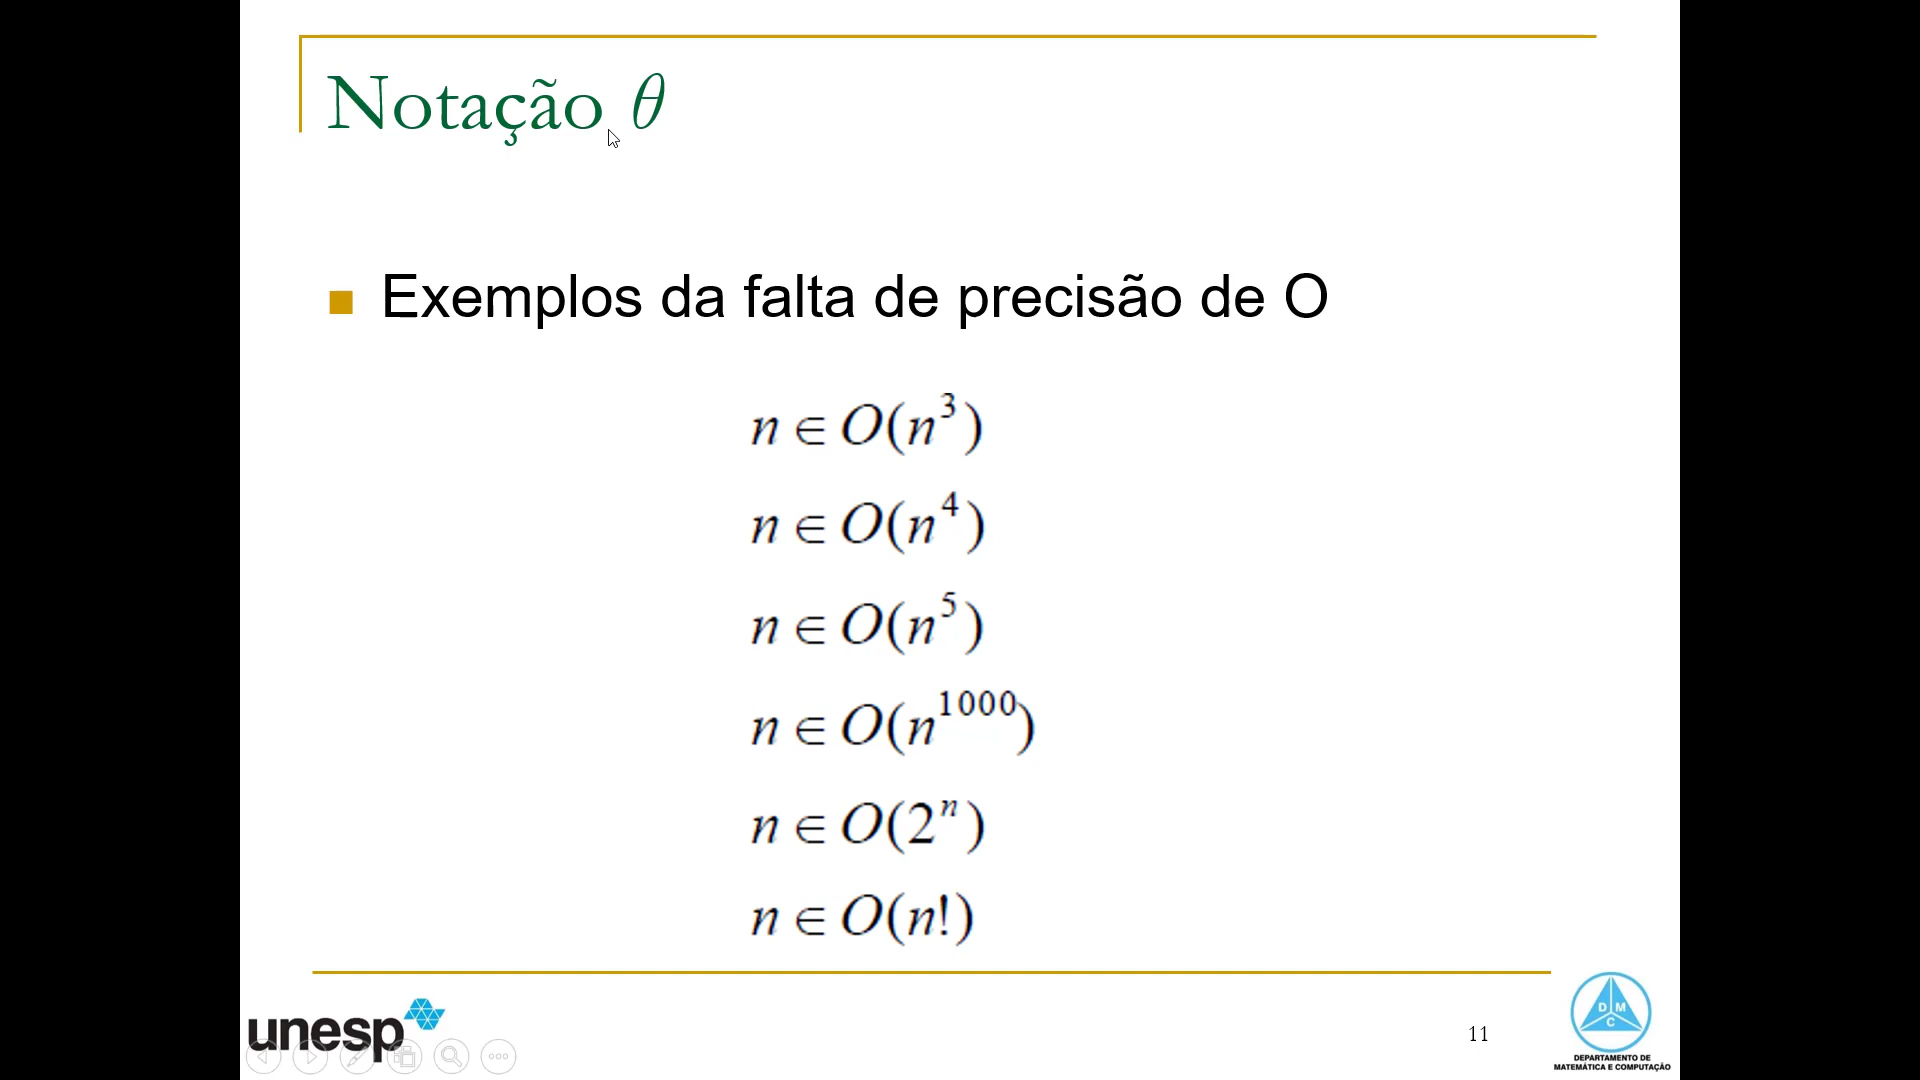 Notação θ
Exemplos da falta de precisão de O
n ∈ O(n³)
n ∈ O(n⁴)
n ∈ O(n⁵)
n ∈ O(n¹⁰⁰⁰)
n ∈ O(2ⁿ)
n ∈ O(n!)
unesp
11
D M
C
DEPARTAMENTO DE
MATEMÁTICA E COMPUTAÇÃO